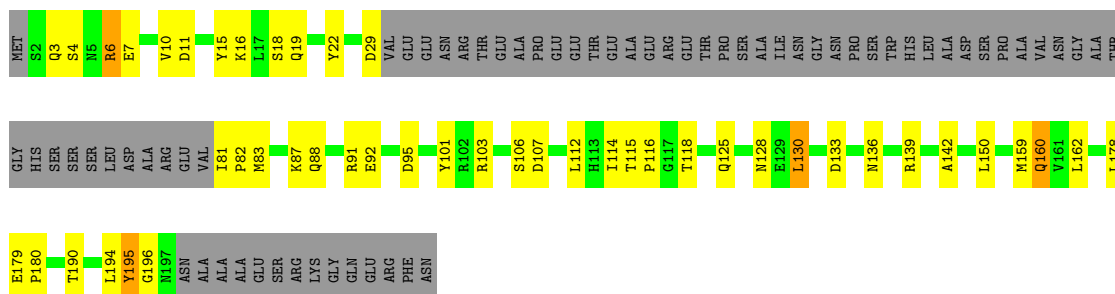 MET S2 Q3 S4 N5 R6 E7 V10 D11 Y15 K16 L17 S18 Q19 Y22 D29 VAL GLU GLU ASN ARG THR GLU ALA PRO GLU GLU THR GLU ALA GLU ARG GLU THR PRO SER ALA ILE ASN GLY ASN PRO SER TRP HIS LEU ALA ASP SER PRO ALA VAL ASN GLY ALA THR
GLY HIS SER SER SER LEU ASP ALA ARG GLU VAL I81 P82 M83 K87 Q88 R91 E92 D95 Y101 R102 R103 S106 D107 L112 H113 I114 T115 P116 G117 T118 Q125 N128 E129 L130 D133 N136 R139 A142 L150 M159 Q160 V161 L162 L178
E179 P180 T190 L194 Y195 G196 N197 ASN ALA ALA ALA GLU SER ARG LYS GLY GLN GLU ARG PHE ASN